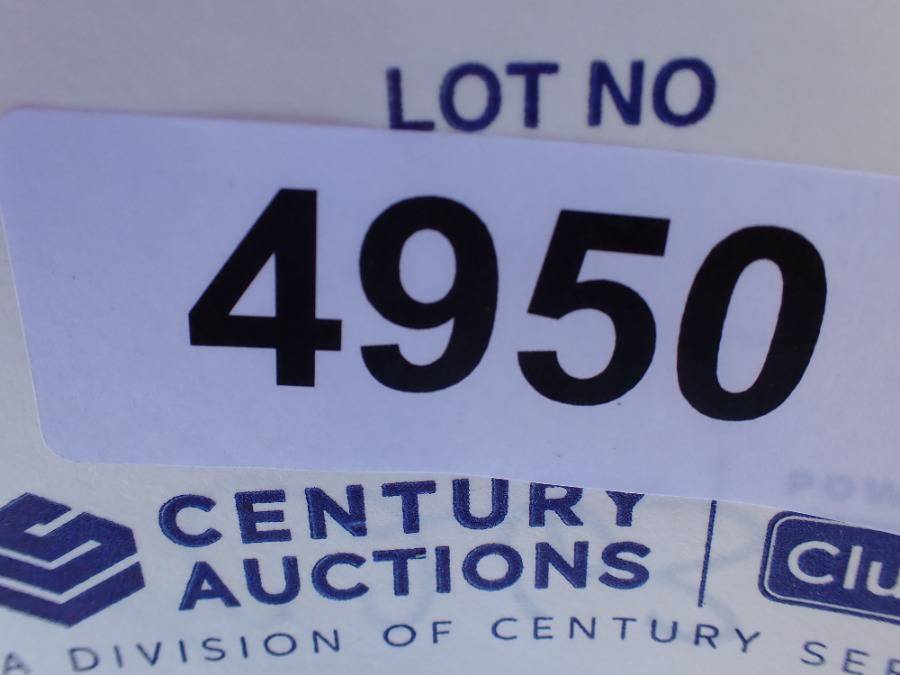 LOT NO
4950
CENTURY
AUCTIONS
A DIVISION OF CENTURY